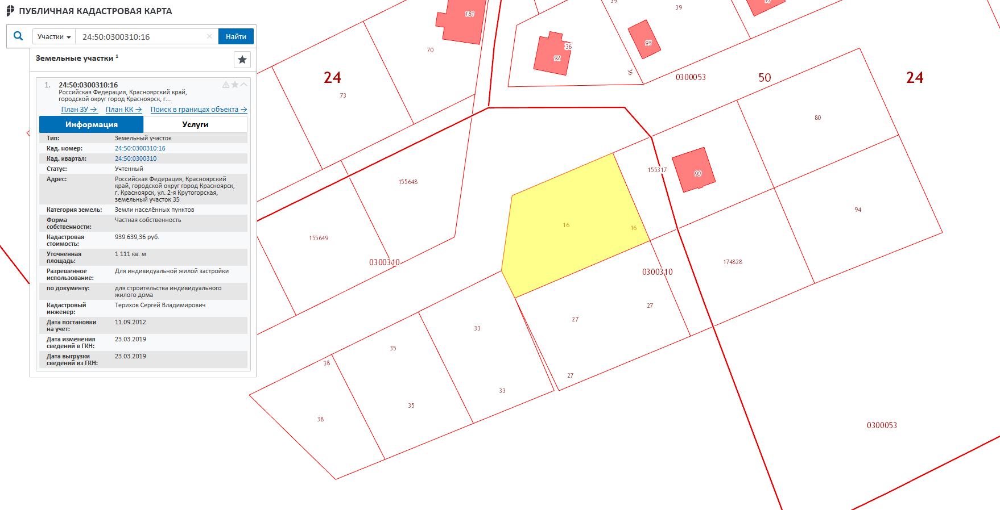 ПУБЛИЧНАЯ КАДАСТРОВАЯ КАРТА
Участки
24:50:0300310:16
Найти
Земельные участки 1
1. 24:50:0300310:16
Российская Федерация, Красноярский край,
городской округ город Красноярск, г...
План ЗУ → План КК → Поиск в границах объекта →
Информация Услуги
Тип: Земельный участок
Кад. номер: 24:50:0300310:16
Кад. квартал: 24:50:0300310
Статус: Учтенный
Адрес: Российская Федерация, Красноярский
край, городской округ город Красноярск,
г. Красноярск, ул. 2-я Крутогорская,
земельный участок 35
Категория земель: Земли населённых пунктов
Форма
собственности: Частная собственность
Кадастровая
стоимость: 939 639,36 руб.
Уточненная
площадь: 1 111 кв. м
Разрешенное
использование: Для индивидуальной жилой застройки
по документу: для строительства индивидуального
жилого дома
Кадастровый
инженер: Терихов Сергей Владимирович
Дата постановки
на учет: 11.09.2012
Дата изменения
сведений в ГКН: 23.03.2019
Дата выгрузки
сведений из ГКН: 23.03.2019
39
97
39
181
70
36
95
92
36
24
0300053
50
24
73
80
155317
90
155648
94
16
16
155649
0300310
174828
0300310
27
27
33
35
38
27
33
35
38
0300053